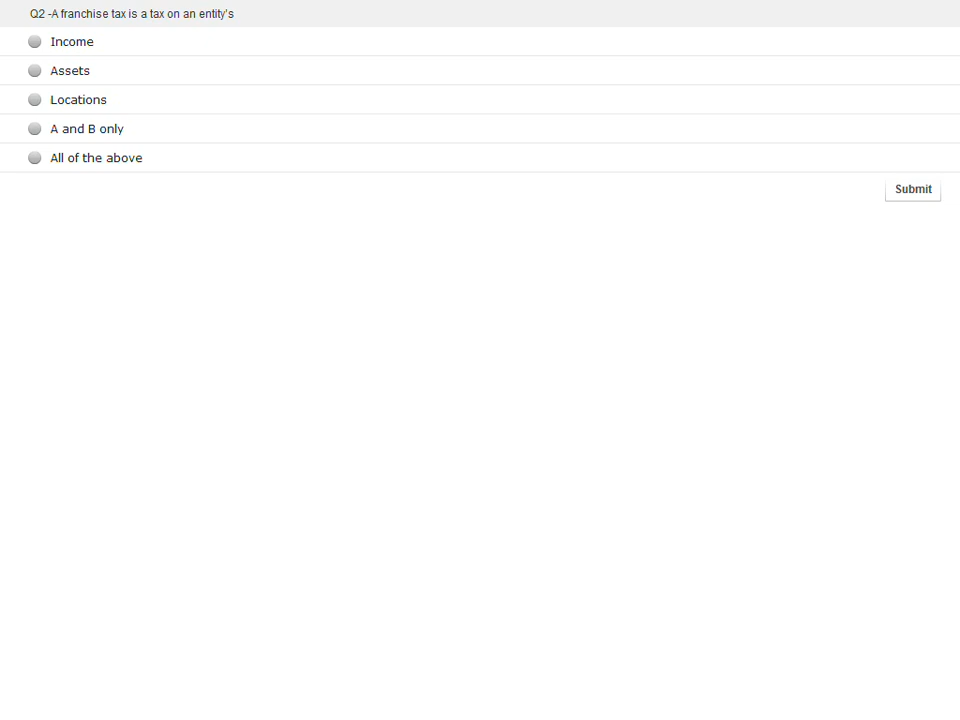 Q2 -A franchise tax is a tax on an entity's
Income
Assets
Locations
A and B only
All of the above
Submit